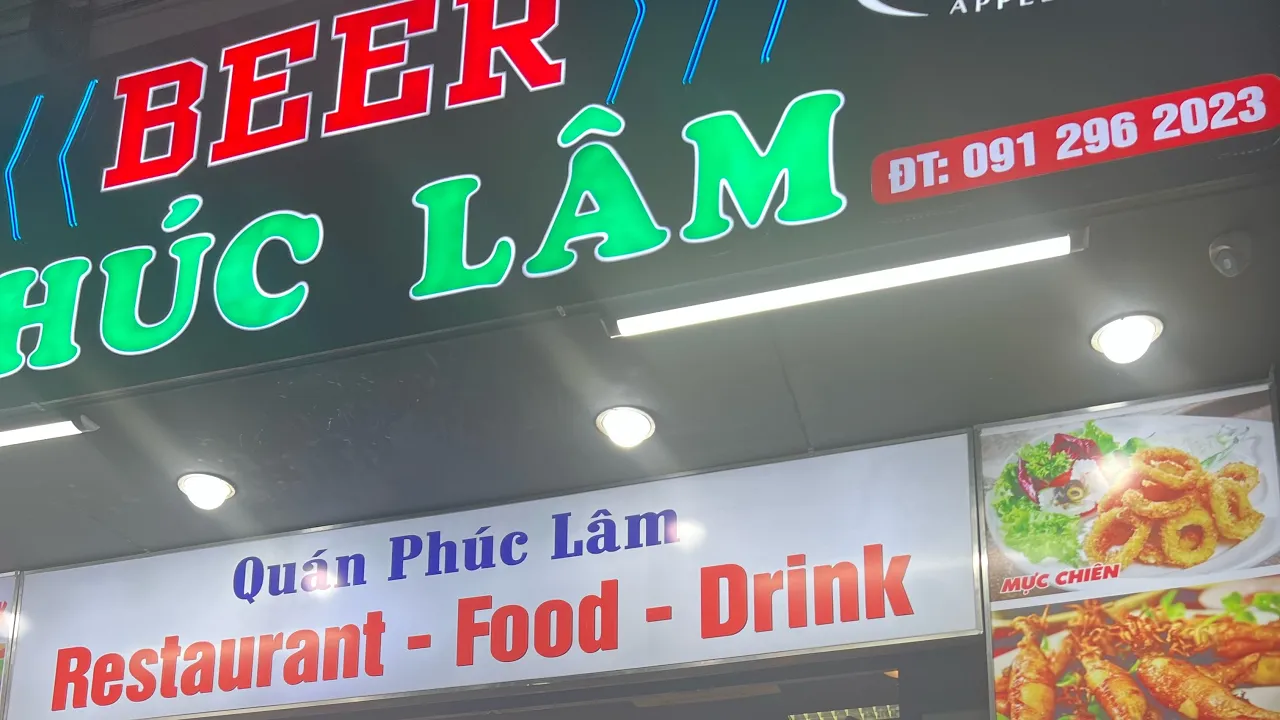 BEER
HÚC LÂM
ĐT: 091 296 2023
Quán Phúc Lâm
Restaurant - Food - Drink
MỰC CHIÊN